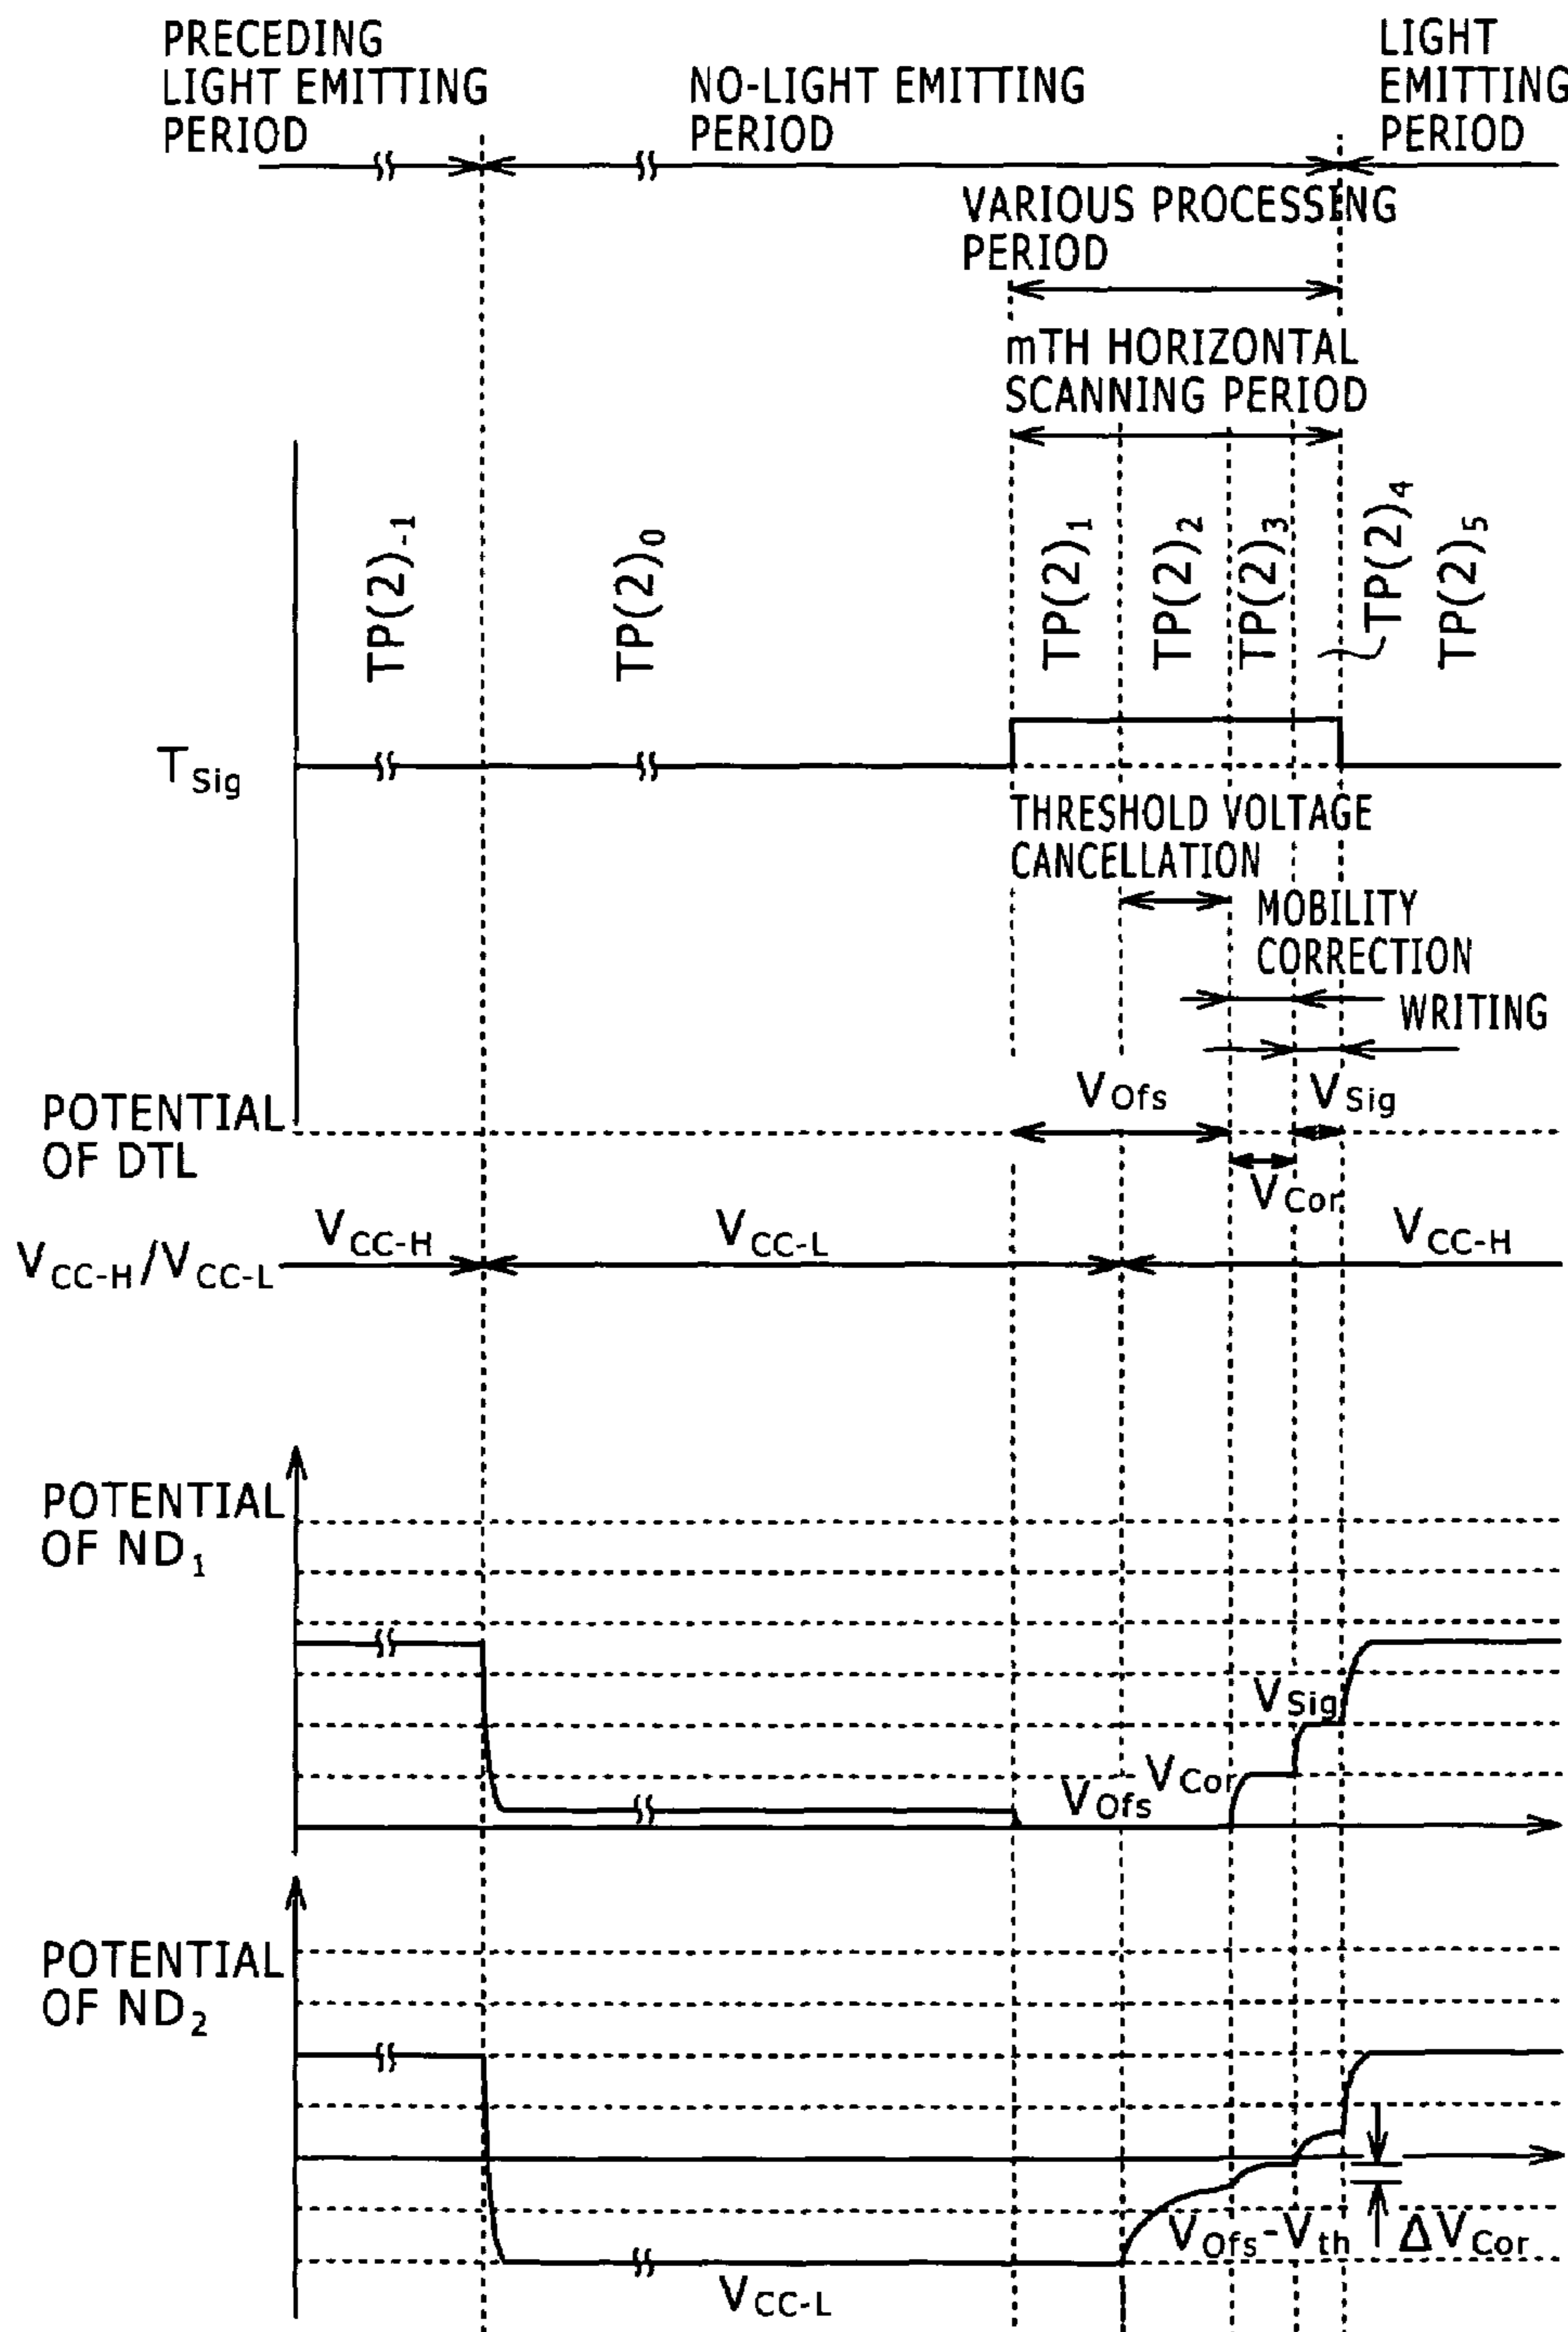 PRECEDING
LIGHT EMITTING
PERIOD
NO-LIGHT EMITTING
PERIOD
LIGHT
EMITTING
PERIOD
VARIOUS PROCESSING
PERIOD
mTH HORIZONTAL
SCANNING PERIOD
TP(2)-1
TP(2)0
TP(2)1
TP(2)2
TP(2)3
TP(2)4
TP(2)5
TSig
THRESHOLD VOLTAGE
CANCELLATION
MOBILITY
CORRECTION
WRITING
POTENTIAL
OF DTL
VOfs
VSig
VCor
VCC-H/VCC-L
VCC-H
VCC-L
VCC-H
POTENTIAL
OF ND1
VSig
VCor
VOfs
POTENTIAL
OF ND2
VOfs-Vth
ΔVCor
VCC-L